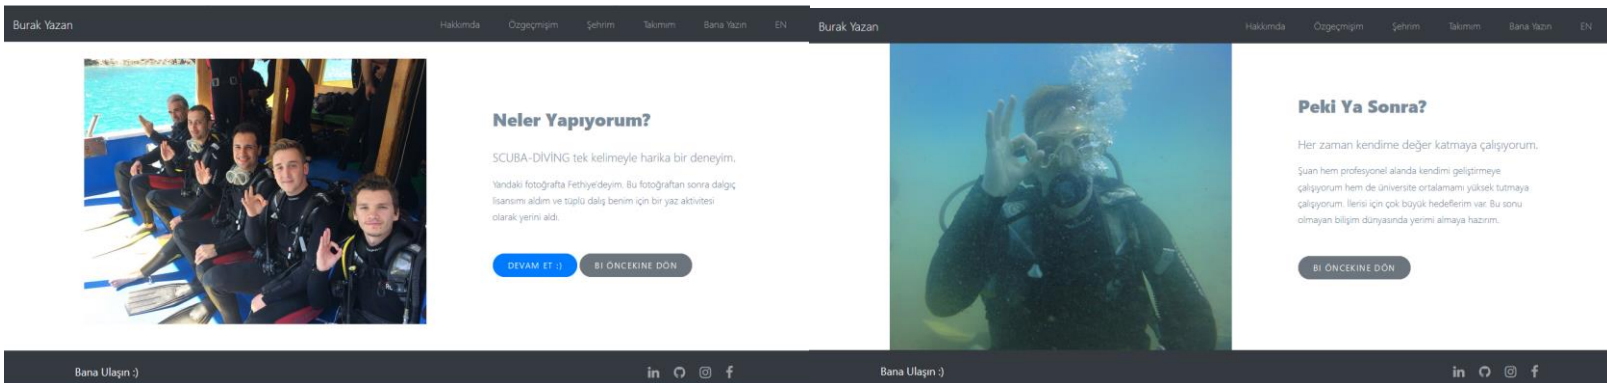 Burak Yazan
Hakkımda Özgeçmişim Şehrim Takımım Bana Yazın EN
Neler Yapıyorum?
SCUBA-DİVİNG tek kelimeyle harika bir deneyim.
Yandaki fotoğrafta Fethiye'deyim. Bu fotoğraftan sonra dalgıç
lisansımı aldım ve tüplü dalış benim için bir yaz aktivitesi
olarak yerini aldı.
DEVAM ET :)
BI ÖNCEKINE DÖN
Bana Ulaşın :)
Burak Yazan
Hakkımda Özgeçmişim Şehrim Takımım Bana Yazın EN
Peki Ya Sonra?
Her zaman kendime değer katmaya çalışıyorum.
Şuan hem profesyonel alanda kendimi geliştirmeye
çalışıyorum hem de üniversite ortalamamı yüksek tutmaya
çalışıyorum. İlerisi için çok büyük hedeflerim var. Bu sonu
olmayan bilişim dünyasında yerimi almaya hazırım.
BI ÖNCEKINE DÖN
Bana Ulaşın :)